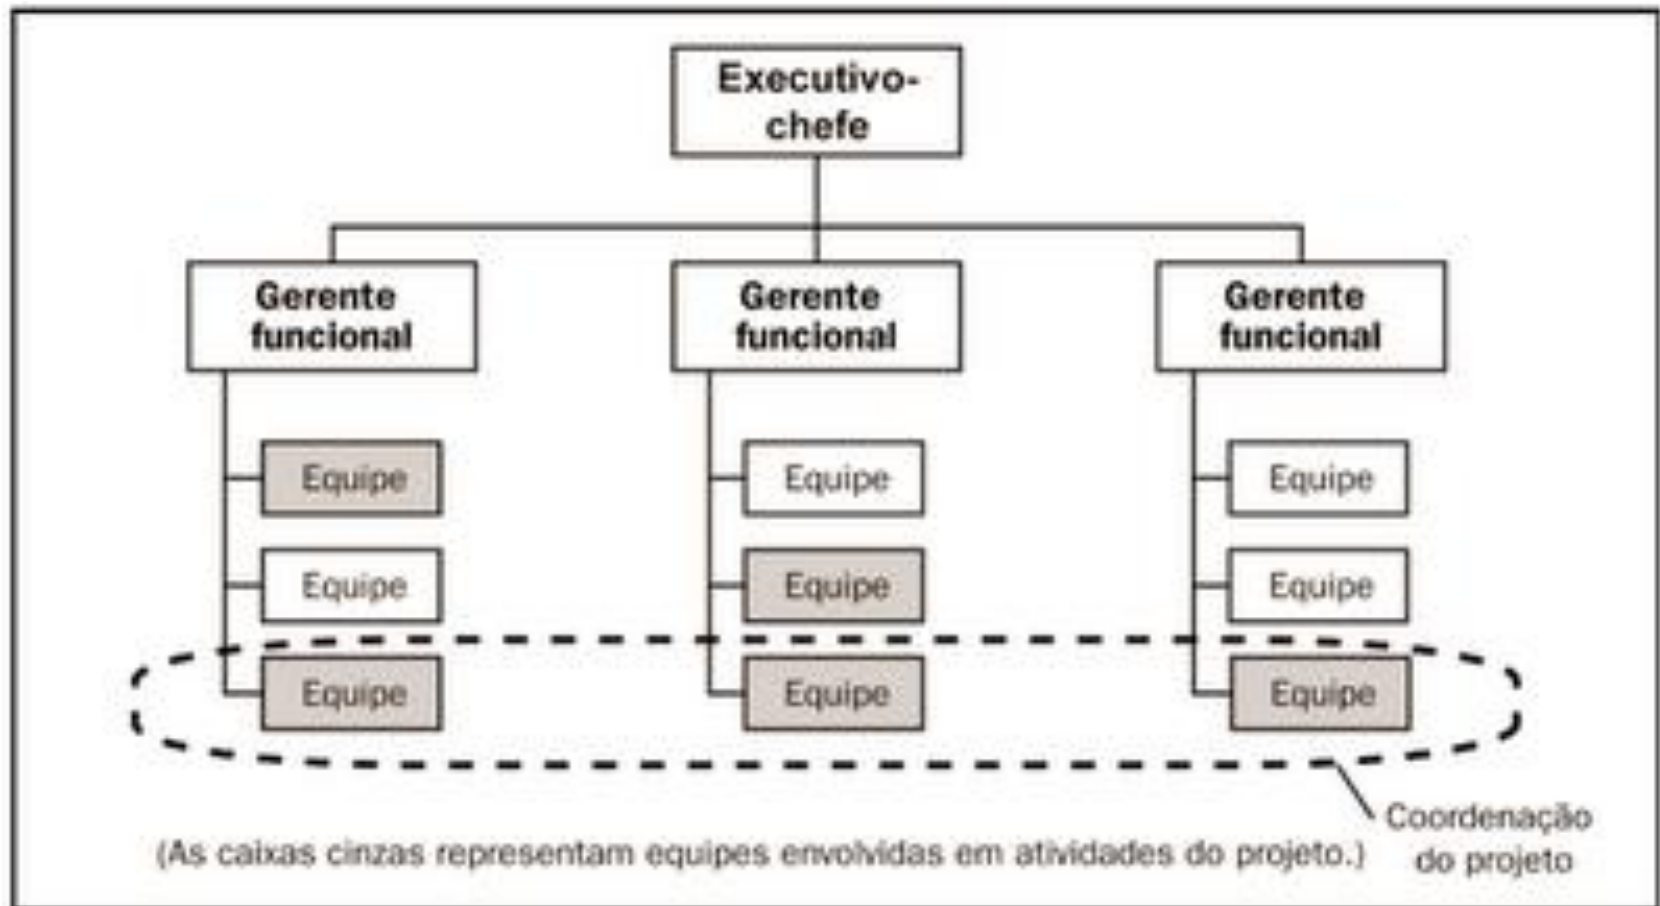 Executivo-
chefe
Gerente
funcional
Gerente
funcional
Gerente
funcional
Equipe
Equipe
Equipe
Equipe
Equipe
Equipe
Equipe
Equipe
Equipe
Coordenação
do projeto
(As caixas cinzas representam equipes envolvidas em atividades do projeto.)